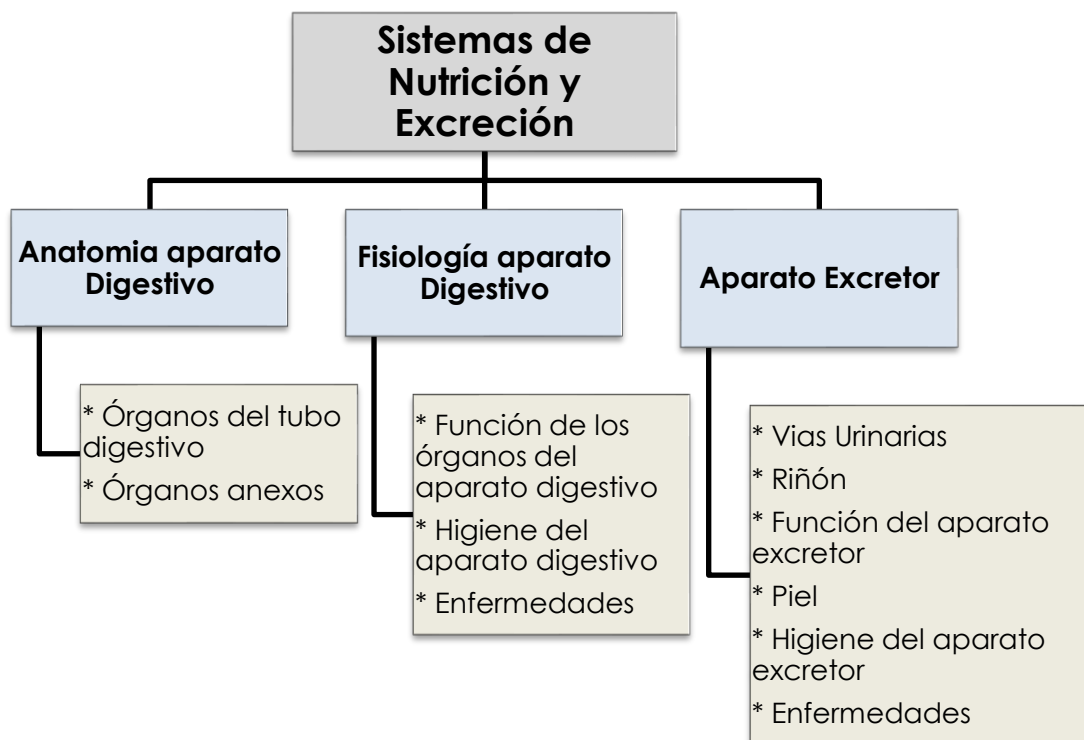 Sistemas de
Nutrición y
Excreción
Anatomia aparato
Digestivo
* Órganos del tubo
digestivo
* Órganos anexos
Fisiología aparato
Digestivo
* Función de los
órganos del
aparato digestivo
* Higiene del
aparato digestivo
* Enfermedades
Aparato Excretor
* Vias Urinarias
* Riñón
* Función del aparato
excretor
* Piel
* Higiene del aparato
excretor
* Enfermedades